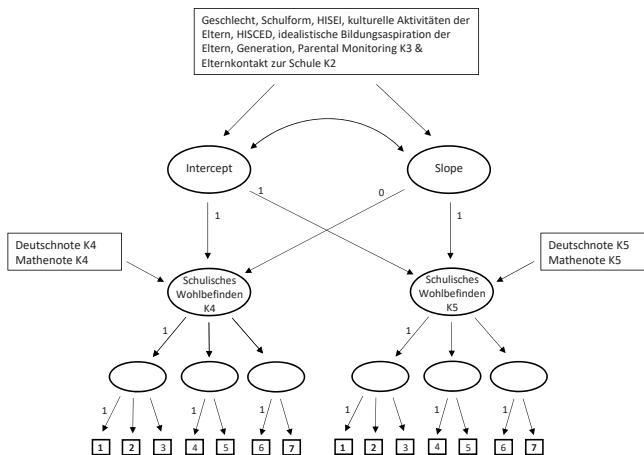 Geschlecht, Schulform, HISEI, kulturelle Aktivitäten der
Eltern, HISCED, idealistische Bildungsaspiration der
Eltern, Generation, Parental Monitoring K3 &
Elternkontakt zur Schule K2
Intercept
Slope
1
0
1
1
Deutschnote K4
Mathenote K4
Deutschnote K5
Mathenote K5
Schulisches
Wohlbefinden
K4
Schulisches
Wohlbefinden
K5
1
1
1
1
1
1
1
1
1 2 3 4 5 6 7
1 2 3 4 5 6 7